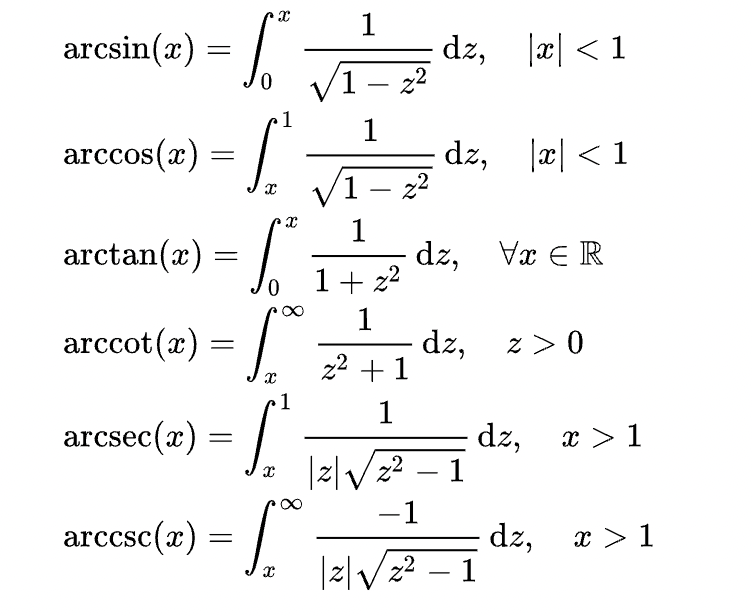 arcsin(x) = ∫₀ˣ 1/√(1 − z²) dz, |x| < 1
arccos(x) = ∫ₓ¹ 1/√(1 − z²) dz, |x| < 1
arctan(x) = ∫₀ˣ 1/(1 + z²) dz, ∀x ∈ ℝ
arccot(x) = ∫ₓ^∞ 1/(z² + 1) dz, z > 0
arcsec(x) = ∫ₓ¹ 1/(|z|√(z² − 1)) dz, x > 1
arccsc(x) = ∫ₓ^∞ −1/(|z|√(z² − 1)) dz, x > 1